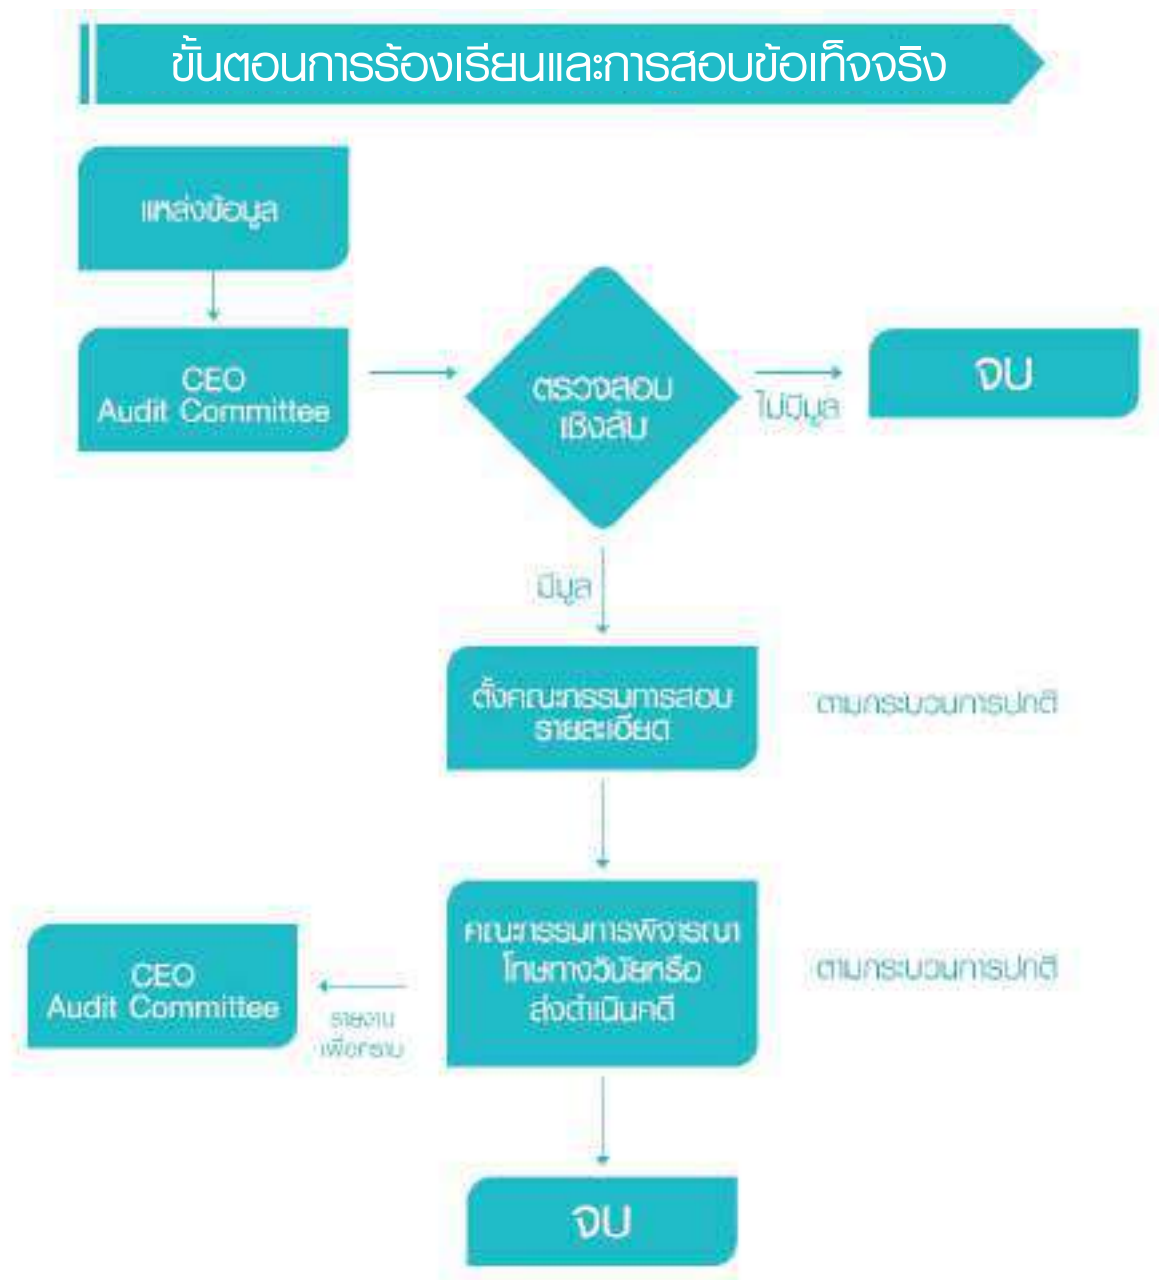 ขั้นตอนการร้องเรียนและการสอบข้อเท็จจริง
แหล่งข้อมูล
CEO
Audit Committee
ตรวจสอบ
เชิงลับ
ไม่มีมูล
จบ
มีมูล
ตั้งคณะกรรมการสอบ
รายละเอียด
ตามกระบวนการปกติ
คณะกรรมการพิจารณา
โทษทางวินัยหรือ
ส่งดำเนินคดี
ตามกระบวนการปกติ
รายงาน
เพื่อทราบ
CEO
Audit Committee
จบ